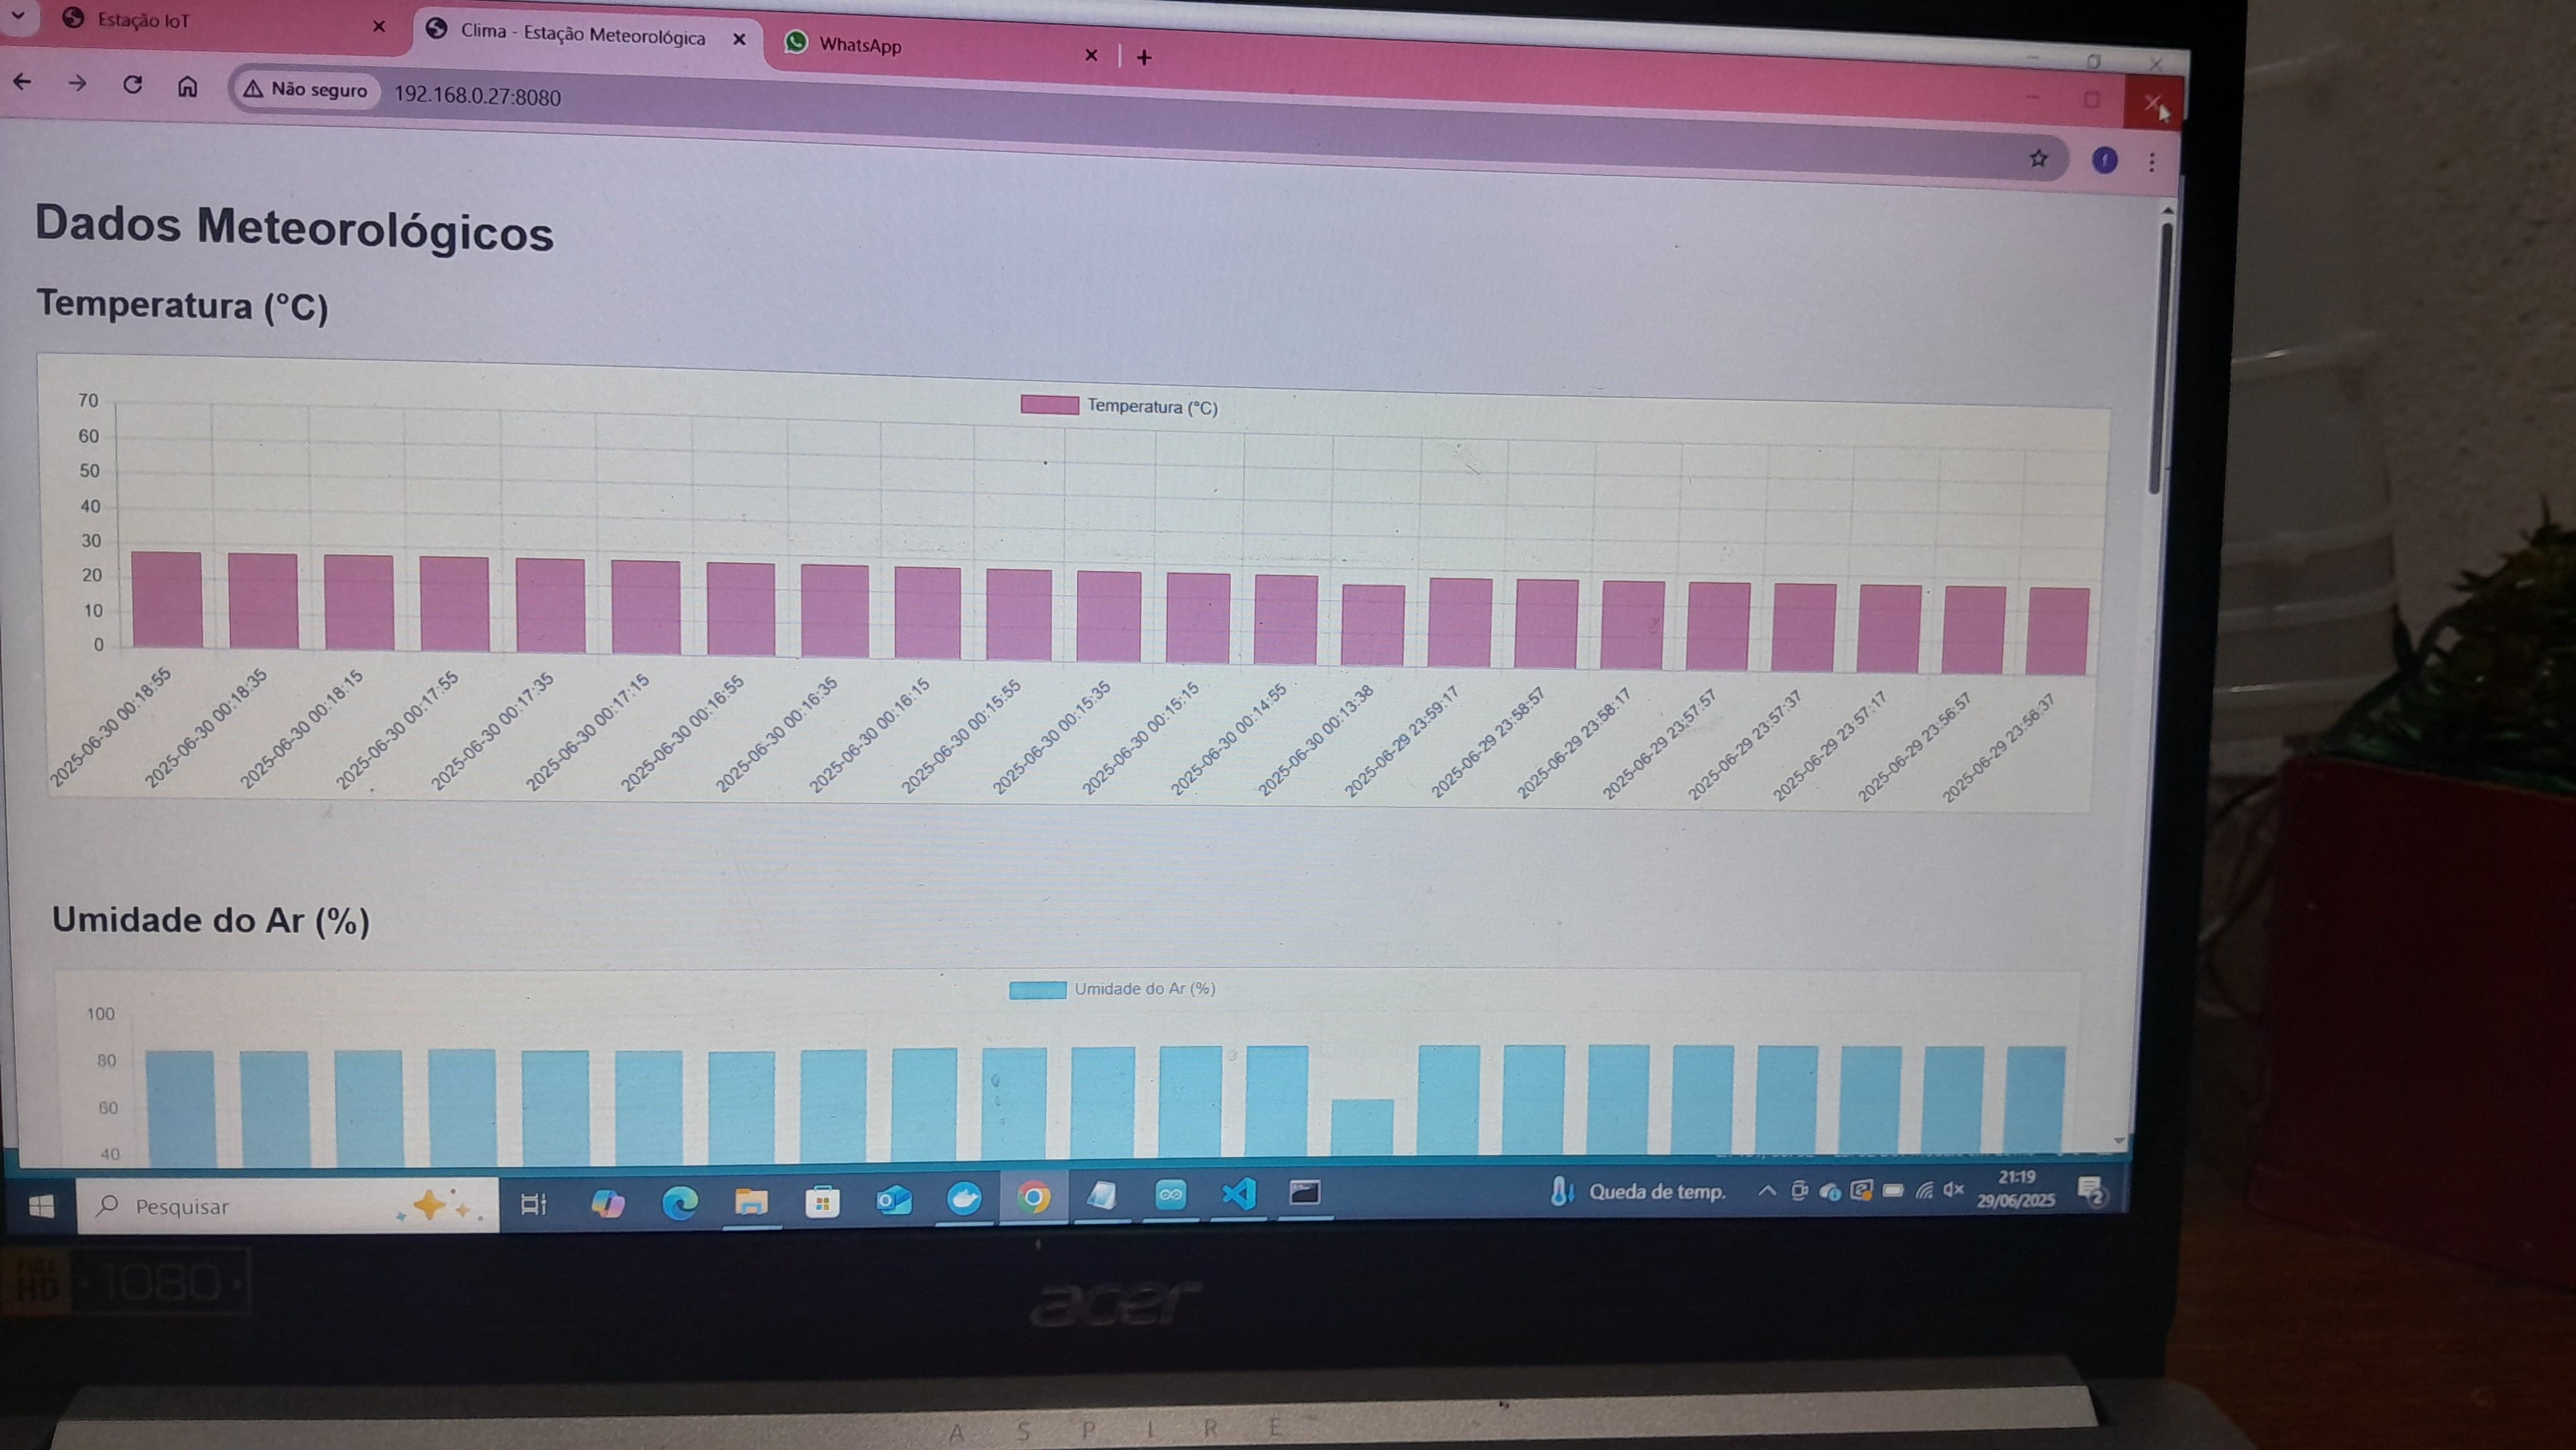 Estação IoT
Clima - Estação Meteorológica
WhatsApp
Não seguro
192.168.0.27:8080
f
Dados Meteorológicos
Temperatura (°C)
Temperatura (°C)
70
60
50
40
30
20
10
0
2025-06-30 00:18:55
2025-06-30 00:18:35
2025-06-30 00:18:15
2025-06-30 00:17:55
2025-06-30 00:17:35
2025-06-30 00:17:15
2025-06-30 00:16:55
2025-06-30 00:16:35
2025-06-30 00:16:15
2025-06-30 00:15:55
2025-06-30 00:15:35
2025-06-30 00:15:15
2025-06-30 00:14:55
2025-06-30 00:13:38
2025-06-29 23:59:17
2025-06-29 23:58:57
2025-06-29 23:58:17
2025-06-29 23:57:57
2025-06-29 23:57:37
2025-06-29 23:57:17
2025-06-29 23:56:57
2025-06-29 23:56:37
Umidade do Ar (%)
Umidade do Ar (%)
100
80
60
40
Pesquisar
Queda de temp.
21:19
29/06/2025
2
FULL HD 1080
acer
ASPIRE